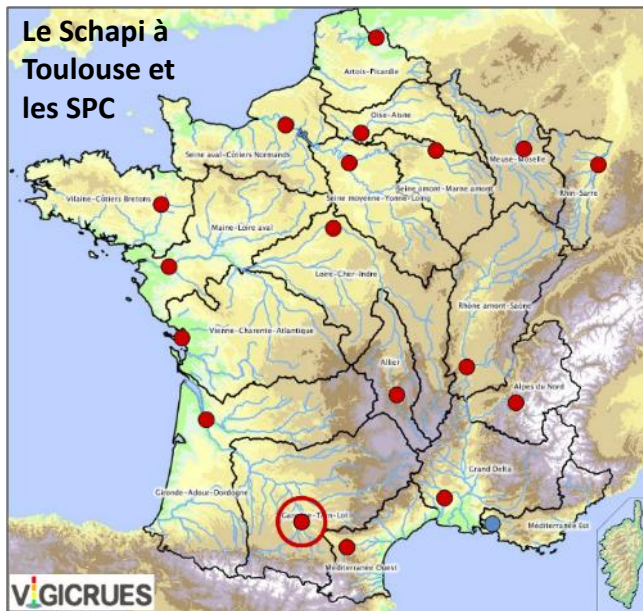 Le Schapi à
Toulouse et
les SPC
Artois-Picardie
Oise-Aisne
Seine aval-Côtiers Normands
Meuse-Moselle
Seine amont-Marne amont
Rhin-Sarre
Seine moyenne-Yonne-Loing
Vilaine-Côtiers Bretons
Maine-Loire aval
Loire-Cher-Indre
Rhône amont-Saône
Vienne-Charente-Atlantique
Allier
Alpes du Nord
Grand Delta
Gironde-Adour-Dordogne
Garonne-Tarn-Lot
Méditerranée Est
Méditerranée Ouest
VIGICRUES